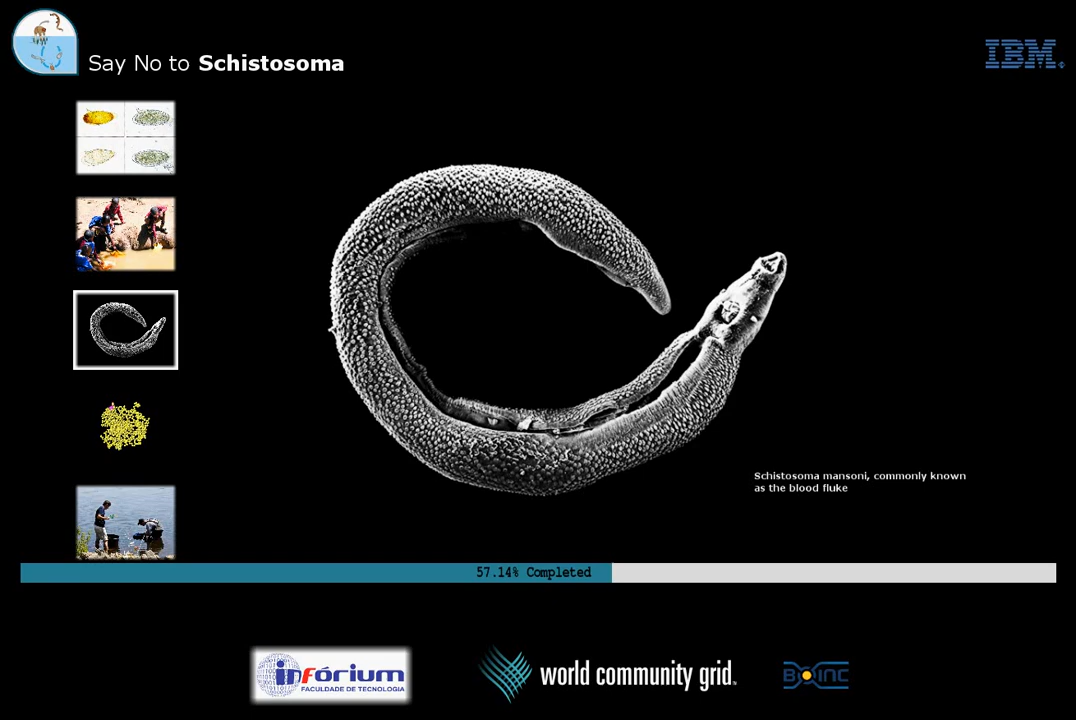 Say No to Schistosoma
IBM
Schistosoma mansoni, commonly known
as the blood fluke
57.14% Completed
infórium
FACULDADE DE TECNOLOGIA
world community grid
BOINC